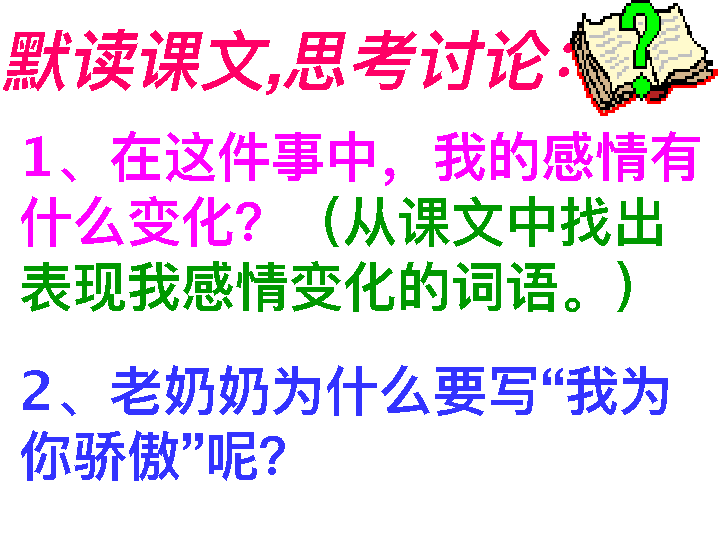 默读课文,思考讨论：
1、在这件事中，我的感情有
什么变化？（从课文中找出
表现我感情变化的词语。）
2、老奶奶为什么要写“我为
你骄傲”呢?
?